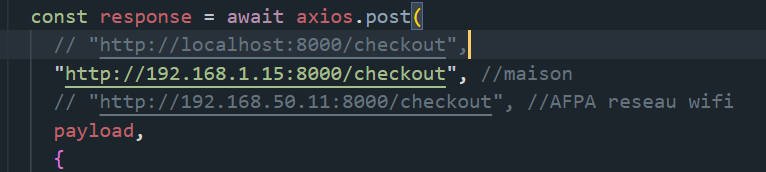 const response = await axios.post(
// "http://localhost:8000/checkout",
"http://192.168.1.15:8000/checkout", //maison
// "http://192.168.50.11:8000/checkout", //AFPA reseau wifi
payload,
{